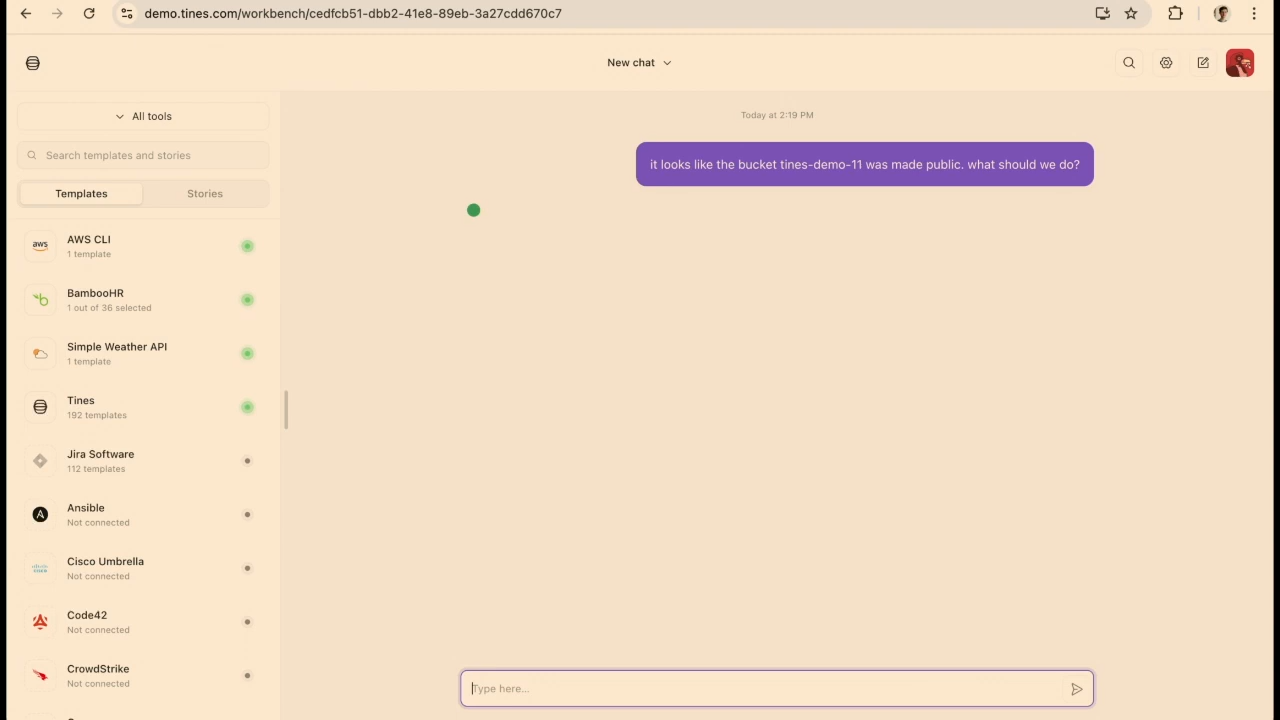 demo.tines.com/workbench/cedfcb51-dbb2-41e8-89eb-3a27cdd670c7
New chat
All tools
Search templates and stories
Templates
Stories
aws
AWS CLI
1 template
BambooHR
1 out of 36 selected
Simple Weather API
1 template
Tines
192 templates
Jira Software
112 templates
Ansible
Not connected
Cisco Umbrella
Not connected
Code42
Not connected
CrowdStrike
Not connected
Today at 2:19 PM
it looks like the bucket tines-demo-11 was made public. what should we do?
Type here...